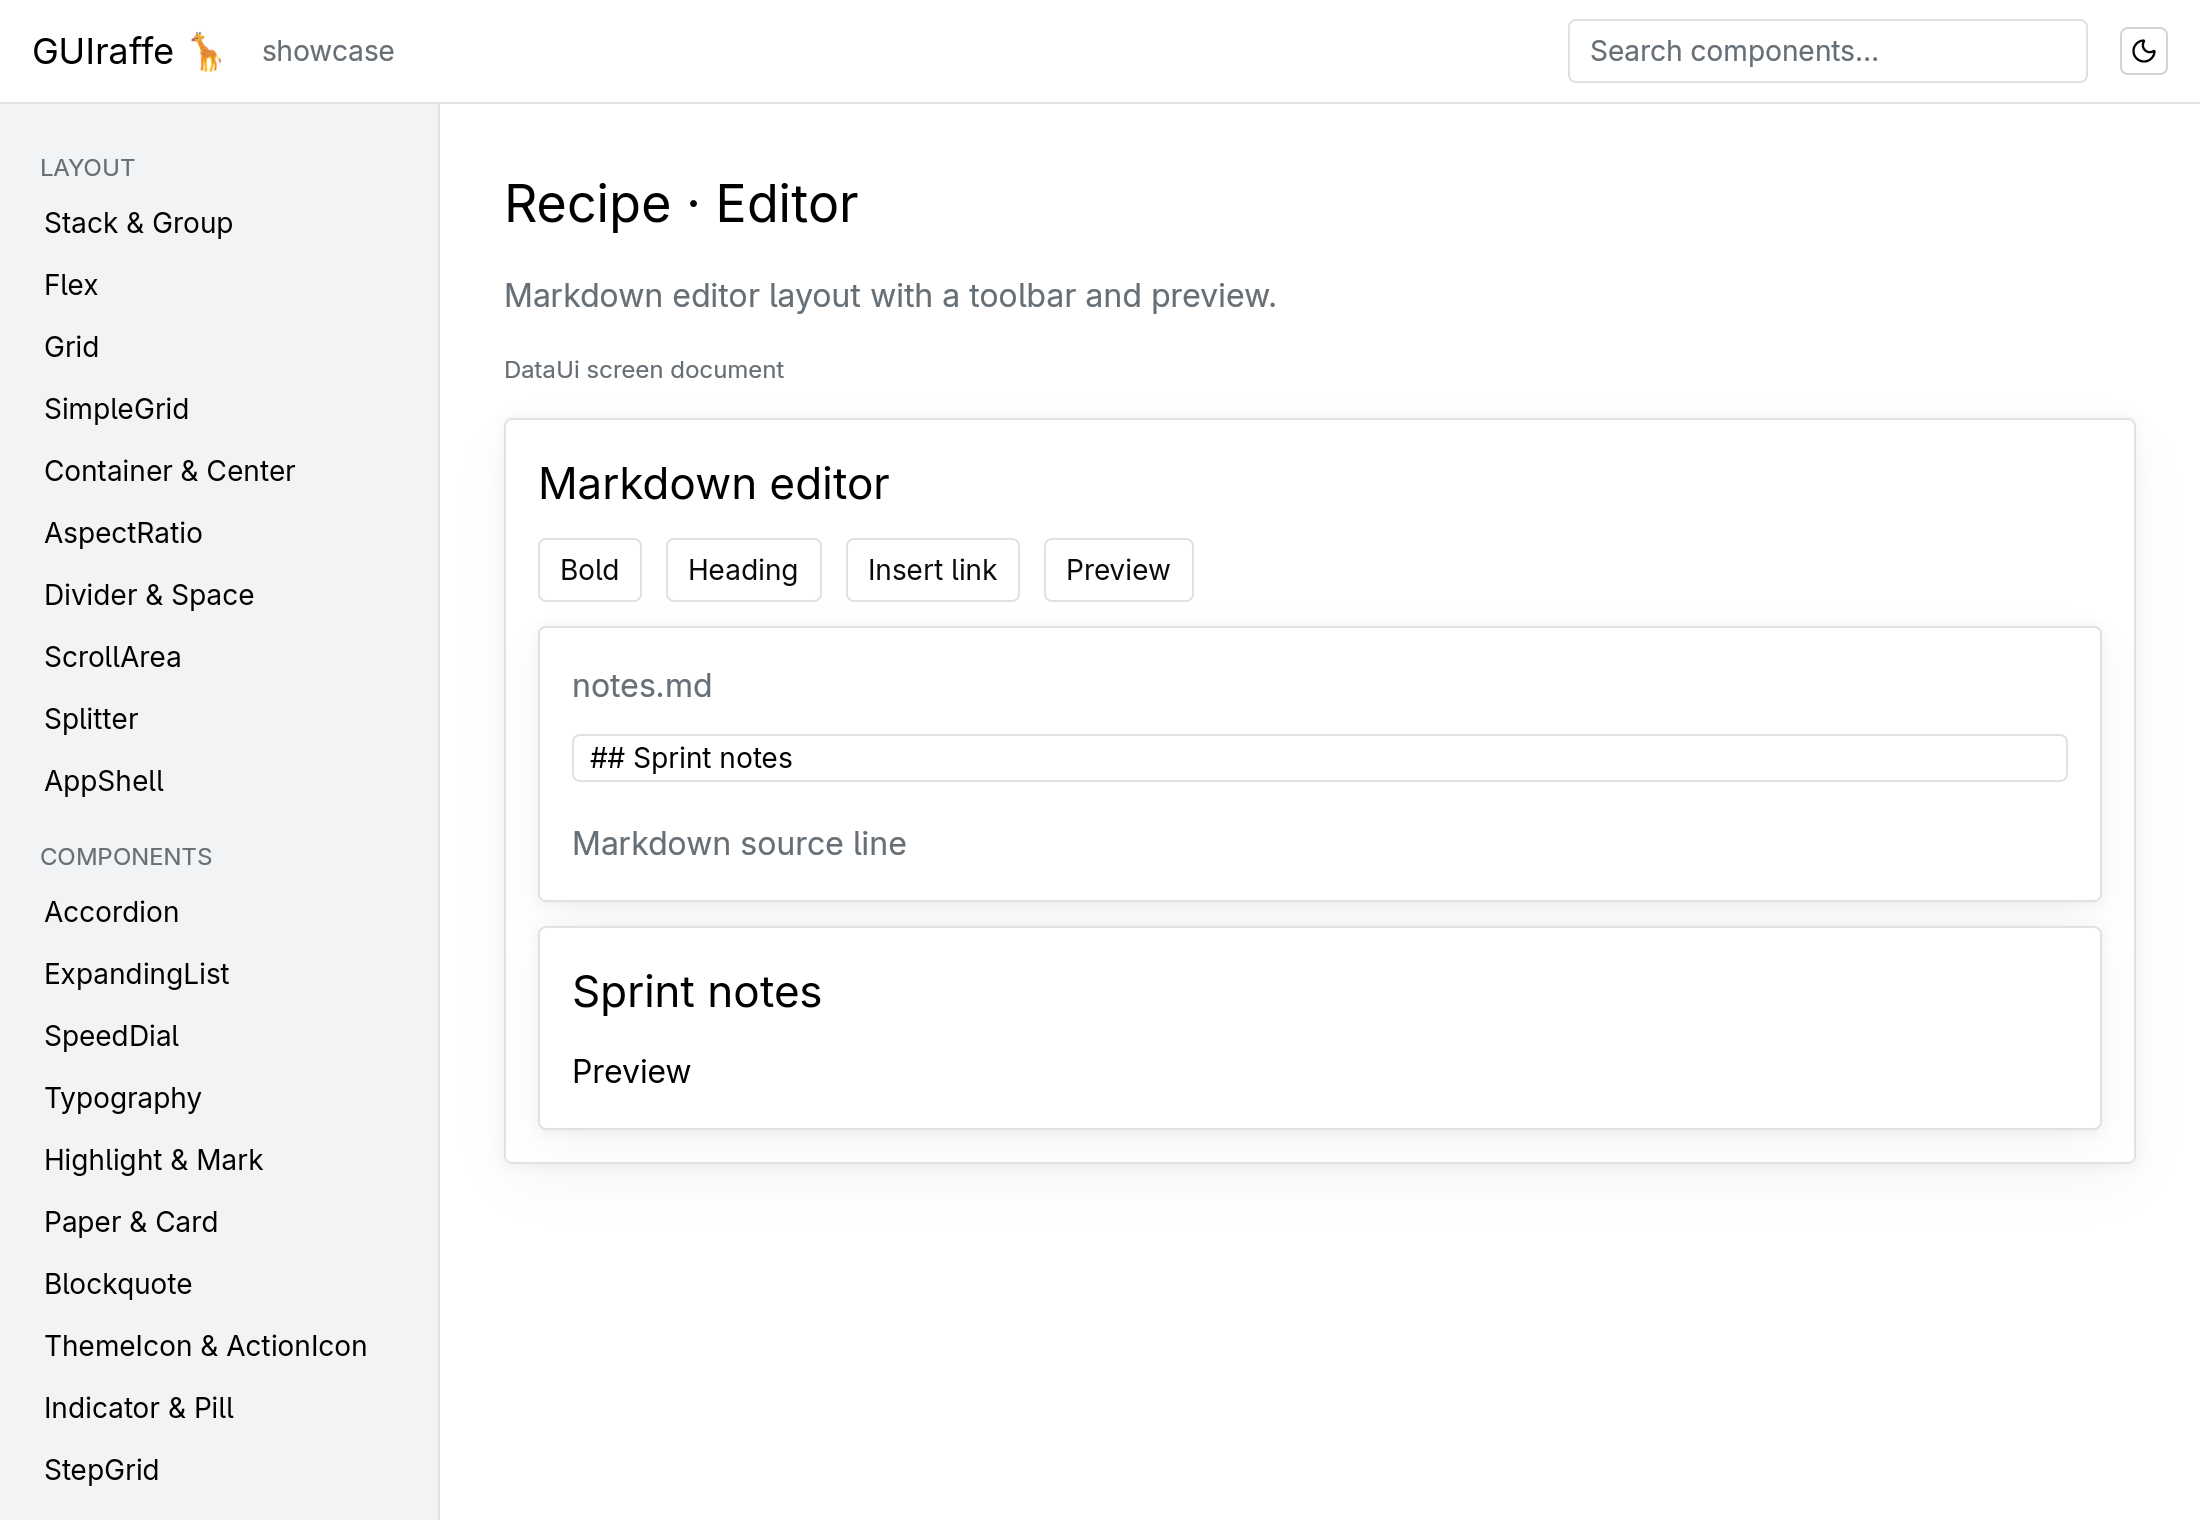 GUIraffe 🦒 showcase
Search components...
LAYOUT
Stack & Group
Flex
Grid
SimpleGrid
Container & Center
AspectRatio
Divider & Space
ScrollArea
Splitter
AppShell
COMPONENTS
Accordion
ExpandingList
SpeedDial
Typography
Highlight & Mark
Paper & Card
Blockquote
ThemeIcon & ActionIcon
Indicator & Pill
StepGrid
Recipe · Editor
Markdown editor layout with a toolbar and preview.
DataUi screen document
Markdown editor
Bold Heading Insert link Preview
notes.md
## Sprint notes
Markdown source line
Sprint notes
Preview